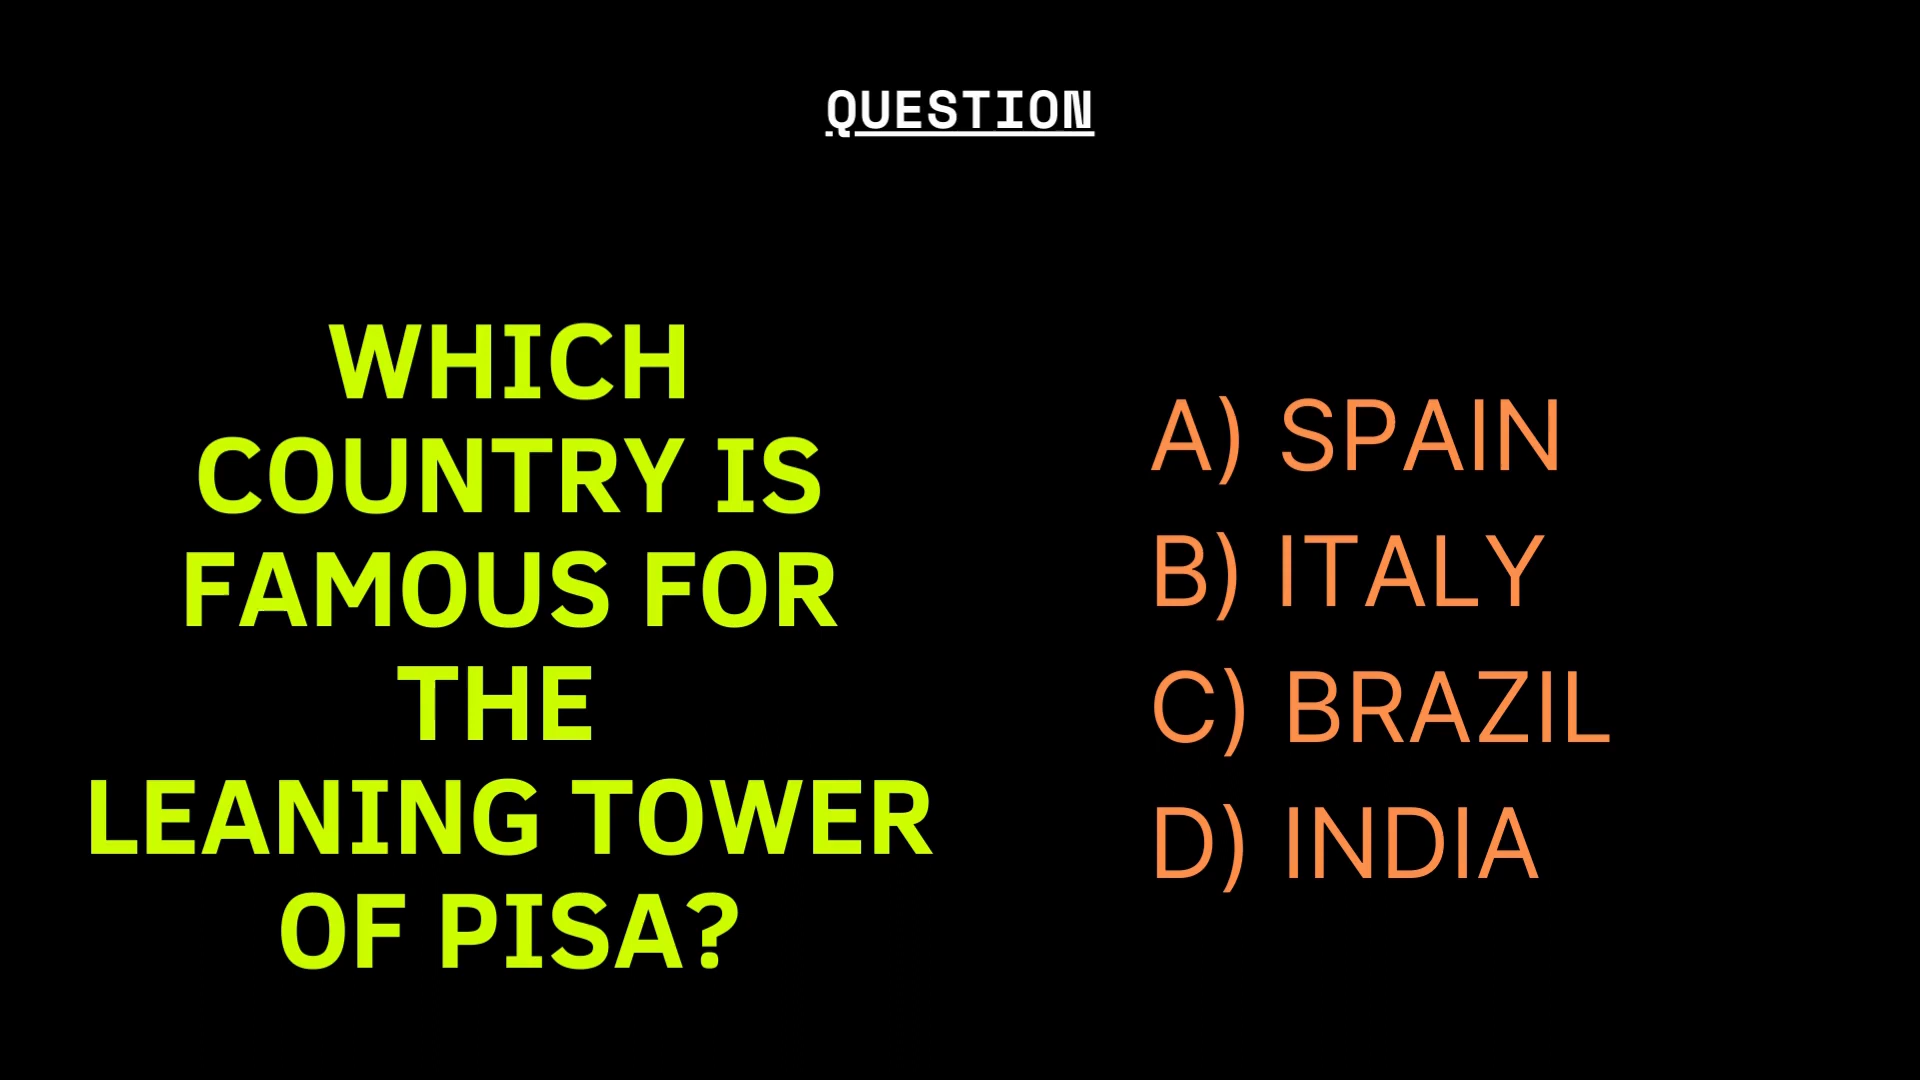 QUESTION
WHICH
COUNTRY IS
FAMOUS FOR
THE
LEANING TOWER
OF PISA?
A) SPAIN
B) ITALY
C) BRAZIL
D) INDIA